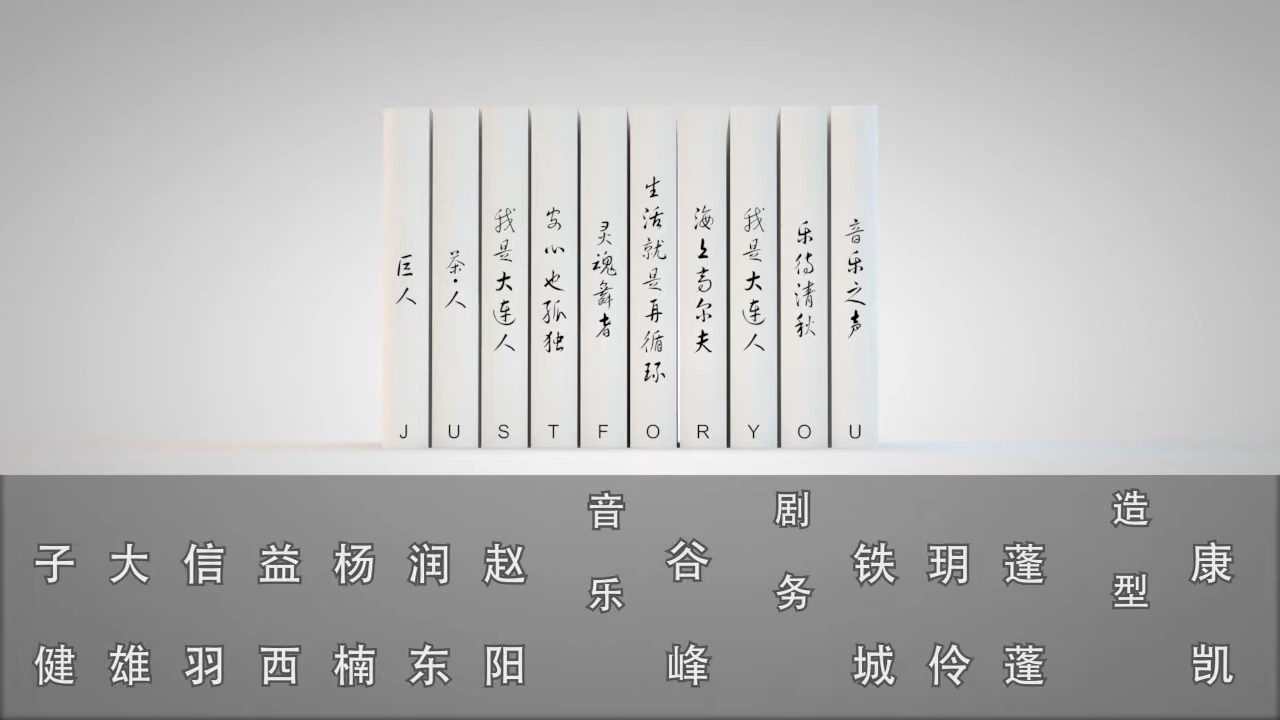 巨人
茶·人
我是大连人
安心也孤独
灵魂舞者
生活就是再循环
海上高尔夫
我是大连人
乐待清秋
音乐之声
J U S T F O R Y O U
子健
大雄
信羽
益西
杨楠
润东
赵阳
音乐
谷峰
剧务
铁城
玥伶
蓬蓬
造型
康凯